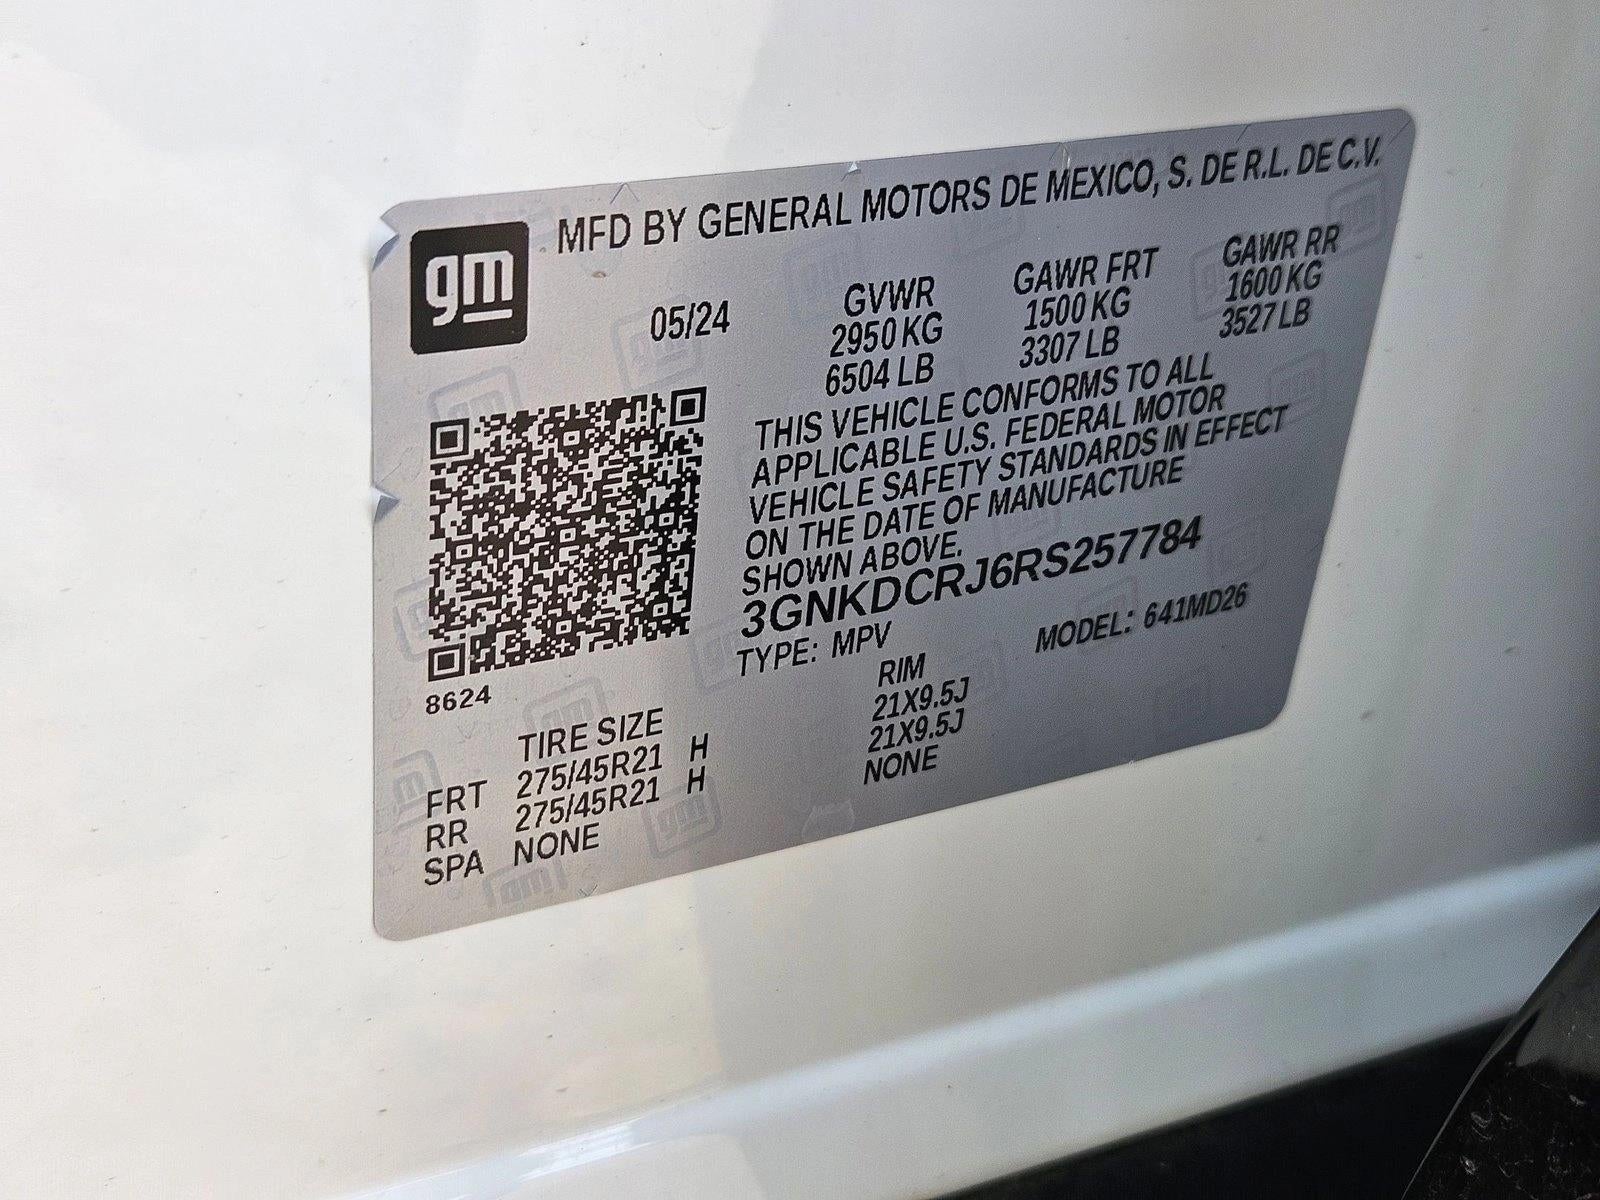 gm
MFD BY GENERAL MOTORS DE MEXICO, S. DE R.L. DE C.V.
05/24 GVWR GAWR FRT GAWR RR
2950 KG 1500 KG 1600 KG
6504 LB 3307 LB 3527 LB
THIS VEHICLE CONFORMS TO ALL
APPLICABLE U.S. FEDERAL MOTOR
VEHICLE SAFETY STANDARDS IN EFFECT
ON THE DATE OF MANUFACTURE
SHOWN ABOVE.
3GNKDCRJ6RS257784
TYPE: MPV MODEL: 641MD26
8624
TIRE SIZE RIM
FRT 275/45R21 H 21X9.5J
RR 275/45R21 H 21X9.5J
SPA NONE NONE